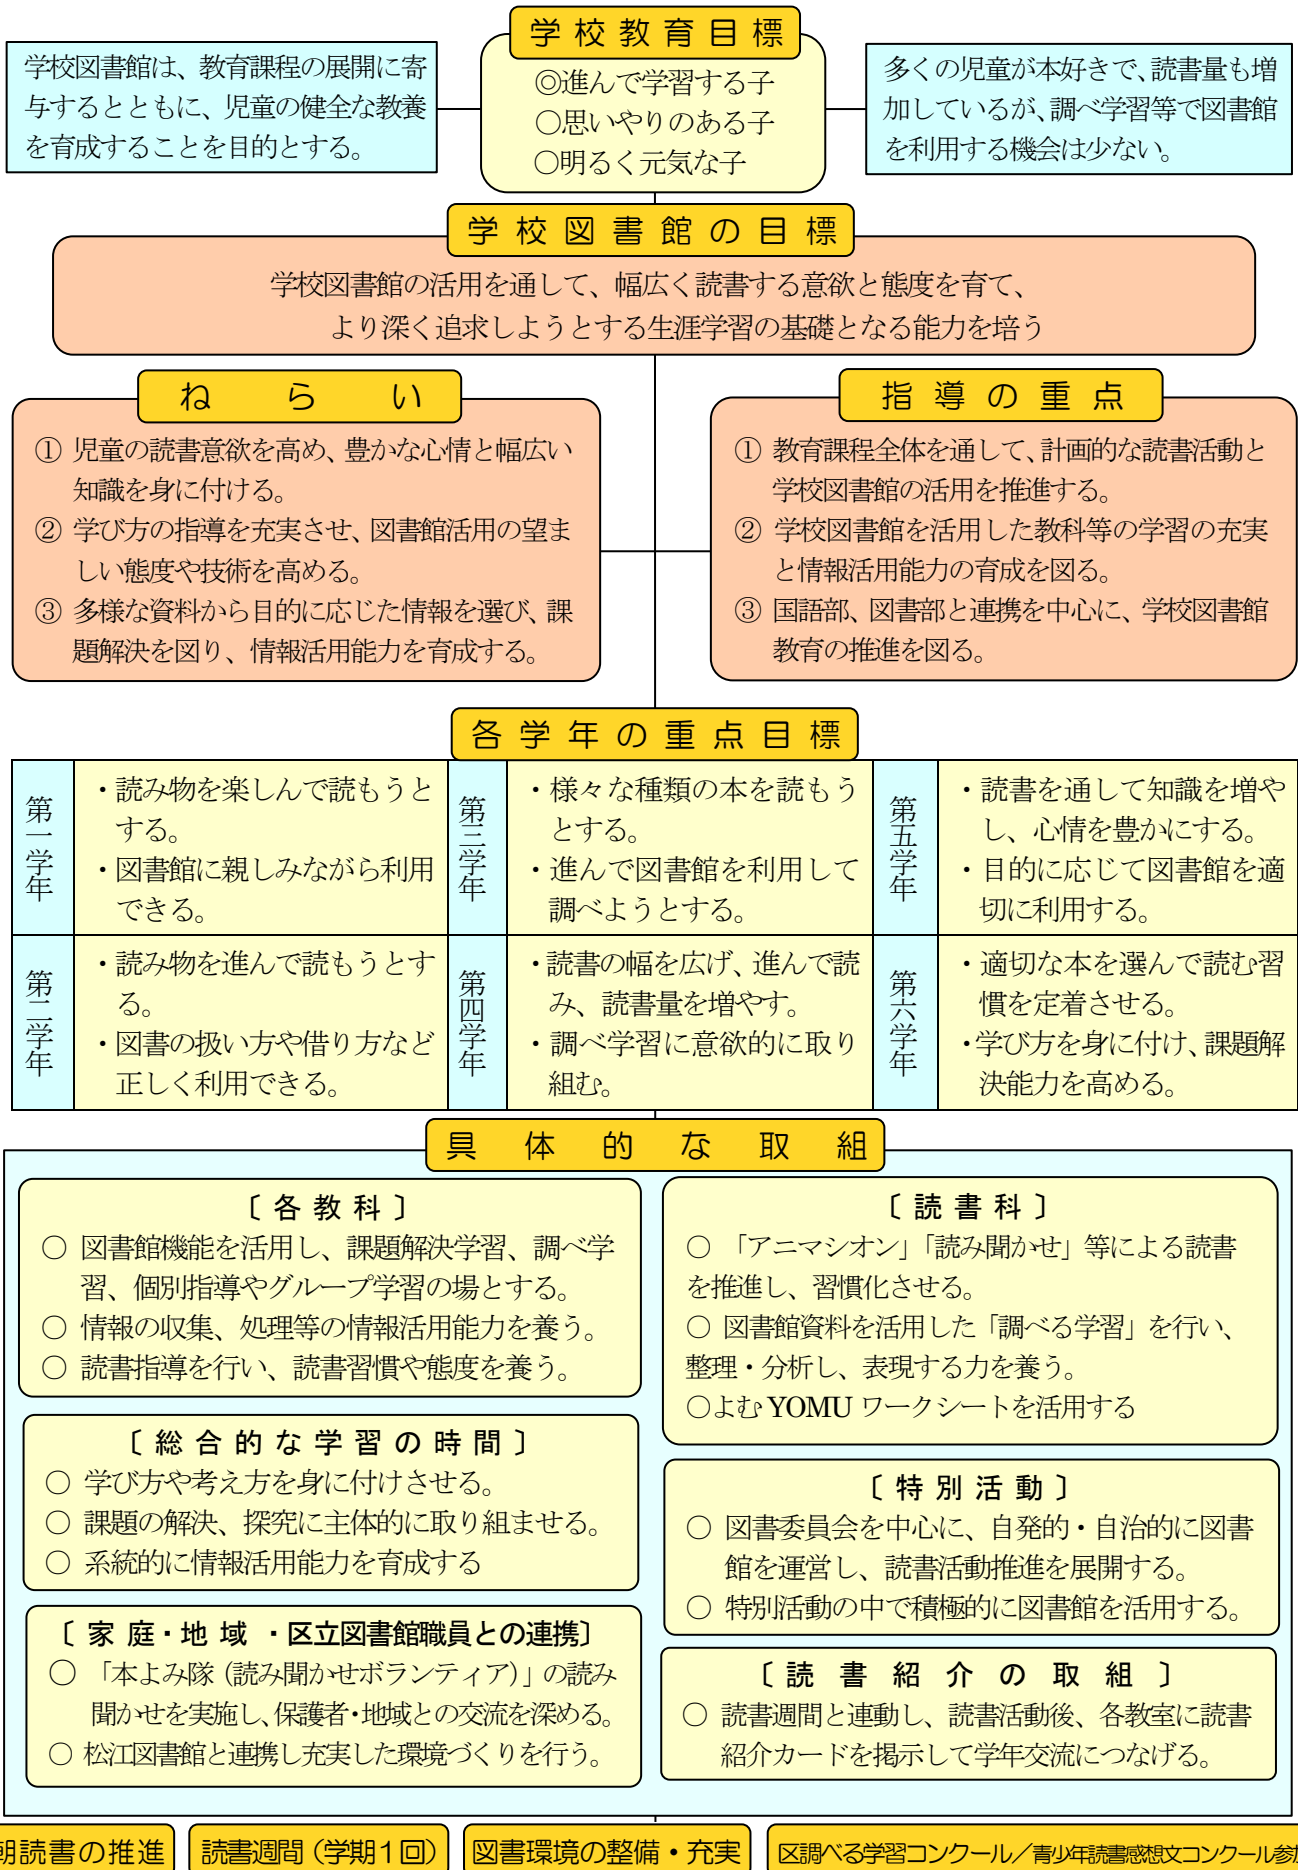 学校教育目標
◎進んで学習する子
○思いやりのある子
○明るく元気な子
学校図書館は、教育課程の展開に寄
与するとともに、児童の健全な教養
を育成することを目的とする。
多くの児童が本好きで、読書量も増
加しているが、調べ学習等で図書館
を利用する機会は少ない。
学校図書館の目標
学校図書館の活用を通して、幅広く読書する意欲と態度を育て、
より深く追求しようとする生涯学習の基礎となる能力を培う
ねらい
① 児童の読書意欲を高め、豊かな心情と幅広い
知識を身に付ける。
② 学び方の指導を充実させ、図書館活用の望ま
しい態度や技術を高める。
③ 多様な資料から目的に応じた情報を選び、課
題解決を図り、情報活用能力を育成する。
指導の重点
① 教育課程全体を通して、計画的な読書活動と
学校図書館の活用を推進する。
② 学校図書館を活用した教科等の学習の充実
と情報活用能力の育成を図る。
③ 国語部、図書部と連携を中心に、学校図書館
教育の推進を図る。
各学年の重点目標
第一学年
・読み物を楽しんで読もうと
する。
・図書館に親しみながら利用
できる。
第三学年
・様々な種類の本を読もう
とする。
・進んで図書館を利用して
調べようとする。
第五学年
・読書を通して知識を増や
し、心情を豊かにする。
・目的に応じて図書館を適
切に利用する。
第二学年
・読み物を進んで読もうとす
る。
・図書の扱い方や借り方など
正しく利用できる。
第四学年
・読書の幅を広げ、進んで読
み、読書量を増やす。
・調べ学習に意欲的に取り
組む。
第六学年
・適切な本を選んで読む習
慣を定着させる。
・学び方を身に付け、課題解
決能力を高める。
具体的な取組
〔各教科〕
○ 図書館機能を活用し、課題解決学習、調べ学
習、個別指導やグループ学習の場とする。
○ 情報の収集、処理等の情報活用能力を養う。
○ 読書指導を行い、読書習慣や態度を養う。
〔総合的な学習の時間〕
○ 学び方や考え方を身に付けさせる。
○ 課題の解決、探究に主体的に取り組ませる。
○ 系統的に情報活用能力を育成する
〔家庭・地域・区立図書館職員との連携〕
○ 「本よみ隊（読み聞かせボランティア）」の読み
聞かせを実施し、保護者・地域との交流を深める。
○ 松江図書館と連携し充実した環境づくりを行う。
〔読書科〕
○ 「アニマシオン」「読み聞かせ」等による読書
を推進し、習慣化させる。
○ 図書館資料を活用した「調べる学習」を行い、
整理・分析し、表現する力を養う。
○よむYOMUワークシートを活用する
〔特別活動〕
○ 図書委員会を中心に、自発的・自治的に図書
館を運営し、読書活動推進を展開する。
○ 特別活動の中で積極的に図書館を活用する。
〔読書紹介の取組〕
○ 読書週間と連動し、読書活動後、各教室に読書
紹介カードを掲示して学年交流につなげる。
朝読書の推進
読書週間（学期１回）
図書環境の整備・充実
区調べる学習コンクール／青少年読書感想文コンクール参加